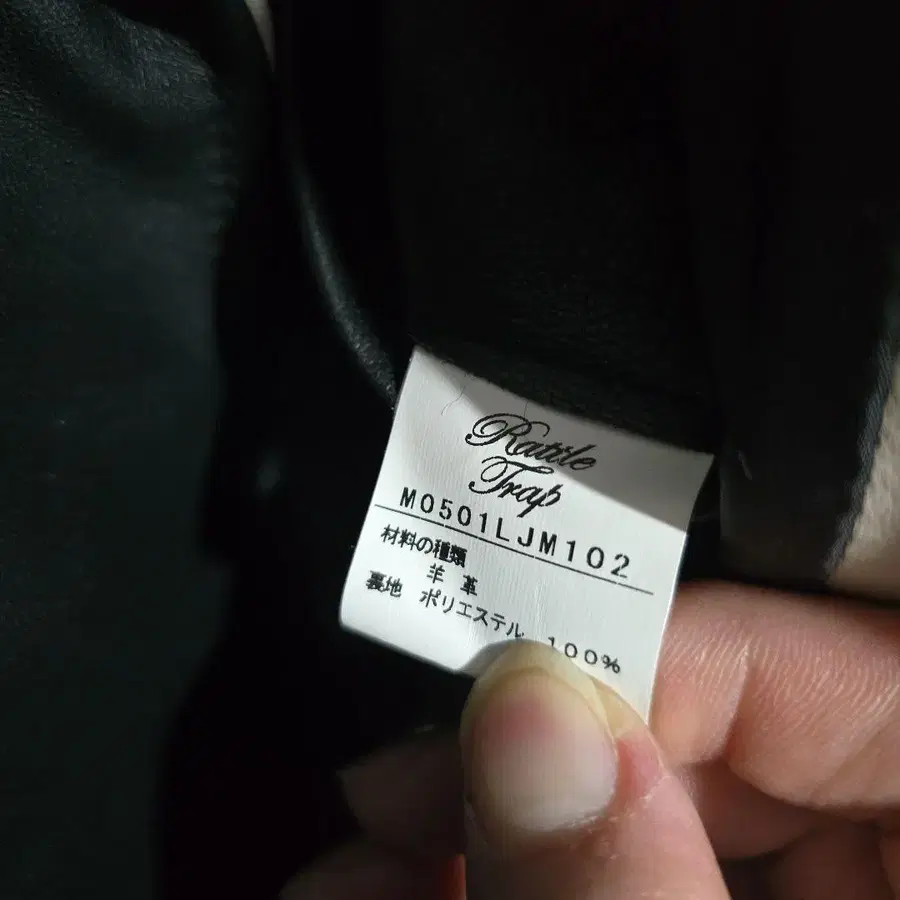 Rattle
Trap
M0501LJM102
材料の種類
羊革
裏地 ポリエステル 100%